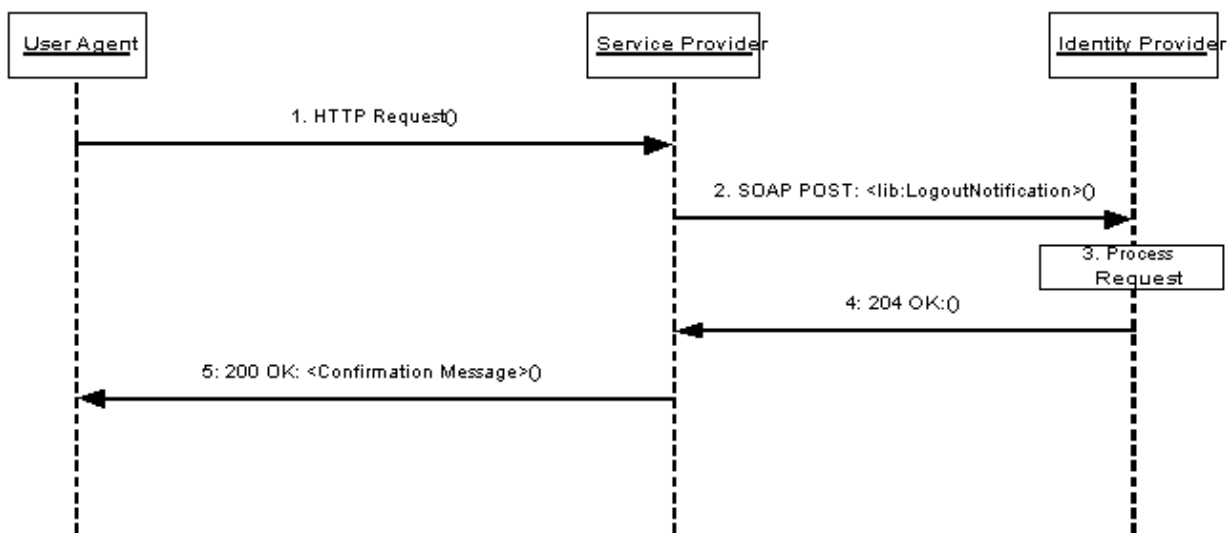 User Agent
Service Provider
Identity Provider
1. HTTP Request()
2. SOAP POST: <lib:LogoutNotification>()
3. Process
Request
4: 204 OK:()
5: 200 OK: <Confirmation Message>()